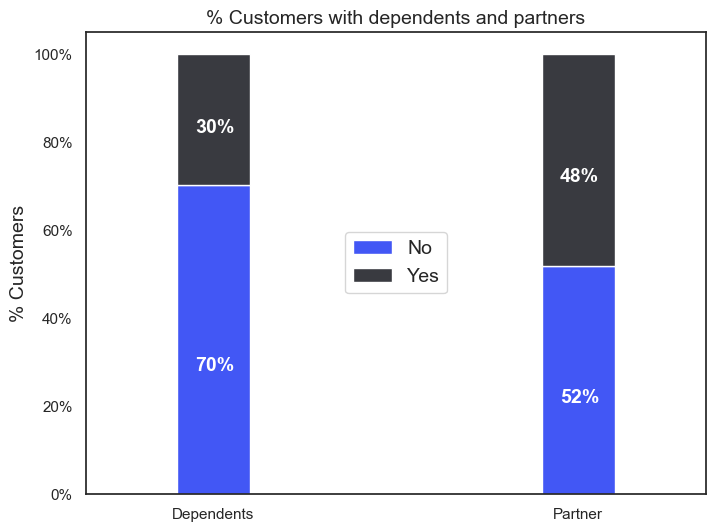 % Customers with dependents and partners
% Customers
100%
80%
60%
40%
20%
0%
30%
70%
48%
52%
No
Yes
Dependents
Partner